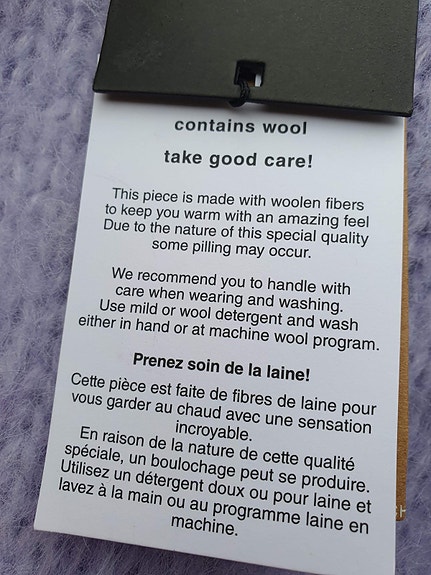 contains wool
take good care!
This piece is made with woolen fibers
to keep you warm with an amazing feel
Due to the nature of this special quality
some pilling may occur.
We recommend you to handle with
care when wearing and washing.
Use mild or wool detergent and wash
either in hand or at machine wool program.
Prenez soin de la laine!
Cette pièce est faite de fibres de laine pour
vous garder au chaud avec une sensation
incroyable.
En raison de la nature de cette qualité
spéciale, un boulochage peut se produire.
Utilisez un détergent doux ou pour laine et
lavez à la main ou au programme laine en
machine.